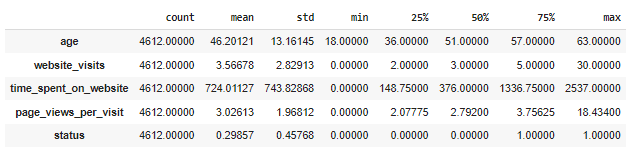 count mean std min 25% 50% 75% max
age 4612.00000 46.20121 13.16145 18.00000 36.00000 51.00000 57.00000 63.00000
website_visits 4612.00000 3.56678 2.82913 0.00000 2.00000 3.00000 5.00000 30.00000
time_spent_on_website 4612.00000 724.01127 743.82868 0.00000 148.75000 376.00000 1336.75000 2537.00000
page_views_per_visit 4612.00000 3.02613 1.96812 0.00000 2.07775 2.79200 3.75625 18.43400
status 4612.00000 0.29857 0.45768 0.00000 0.00000 0.00000 1.00000 1.00000